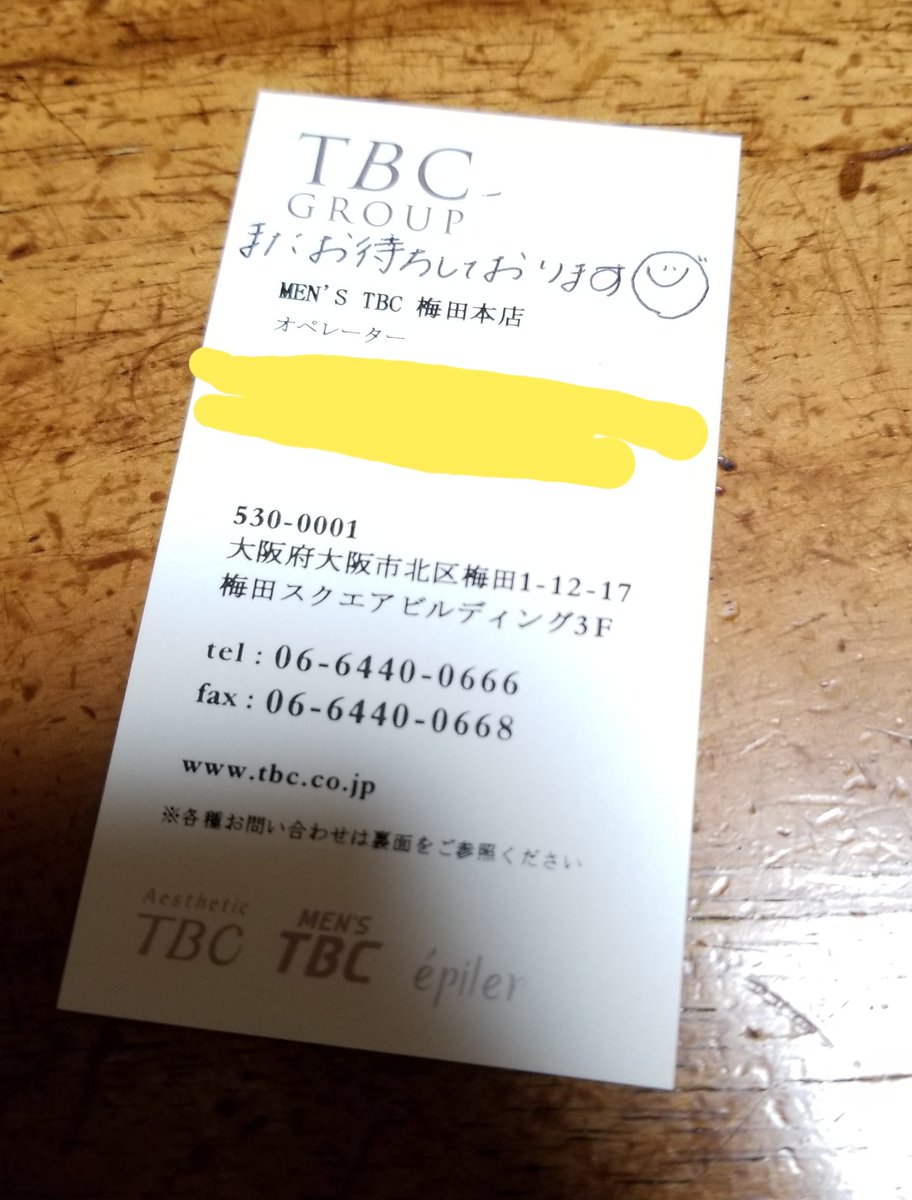 TBC
GROUP
またお待ちしております
MEN'S TBC 梅田本店
オペレーター
530-0001
大阪府大阪市北区梅田1-12-17
梅田スクエアビルディング3F
tel : 06-6440-0666
fax : 06-6440-0668
www.tbc.co.jp
※各種お問い合わせは裏面をご参照ください
Aesthetic
TBC
MEN'S
TBC
épiler